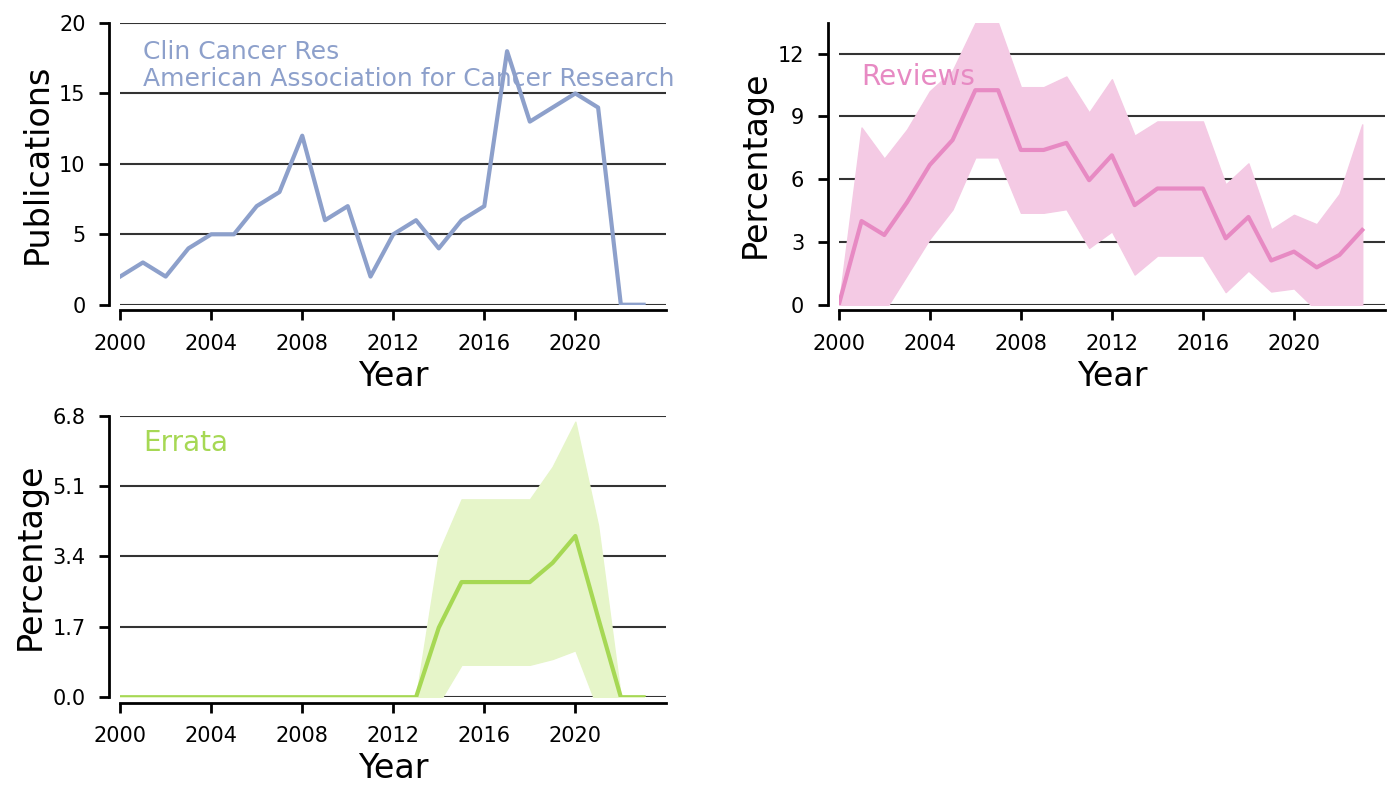 20
15
10
5
0
Publications
Clin Cancer Res
American Association for Cancer Research
2000 2004 2008 2012 2016 2020
Year
12
9
6
3
0
Percentage
Reviews
2000 2004 2008 2012 2016 2020
Year
6.8
5.1
3.4
1.7
0.0
Percentage
Errata
2000 2004 2008 2012 2016 2020
Year